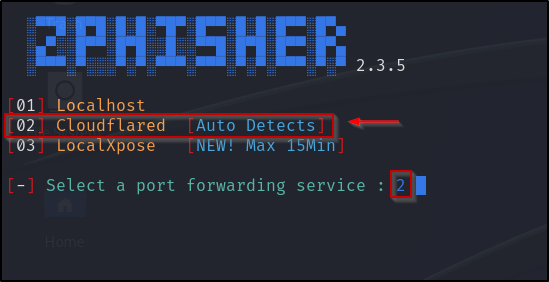 ZPHISHER 2.3.5
[01] Localhost
[02] Cloudflared [Auto Detects]
[03] LocalXpose [NEW! Max 15Min]
[-] Select a port forwarding service : 2
Home